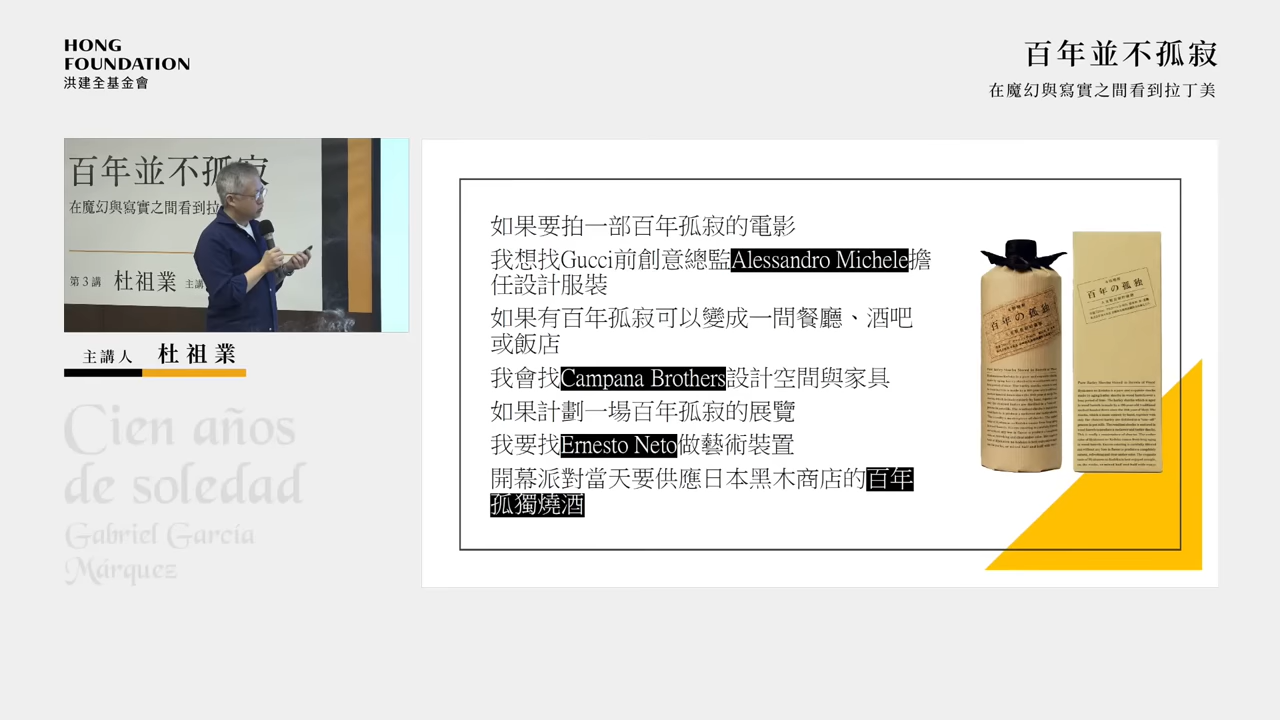 HONG
FOUNDATION
洪建全基金會
百年並不孤寂
在魔幻與寫實之間看到拉丁美
百年並不孤寂
在魔幻與寫實之間看到拉
第3講 杜祖業 主講
主講人 杜祖業
Cien años
de soledad
Gabriel García
Márquez
如果要拍一部百年孤寂的電影
我想找Gucci前創意總監Alessandro Michele擔
任設計服裝
如果有百年孤寂可以變成一間餐廳、酒吧
或飯店
我會找Campana Brothers設計空間與家具
如果計劃一場百年孤寂的展覽
我要找Ernesto Neto做藝術裝置
開幕派對當天要供應日本黑木商店的百年
孤獨燒酒
百年の孤独
百年の孤独